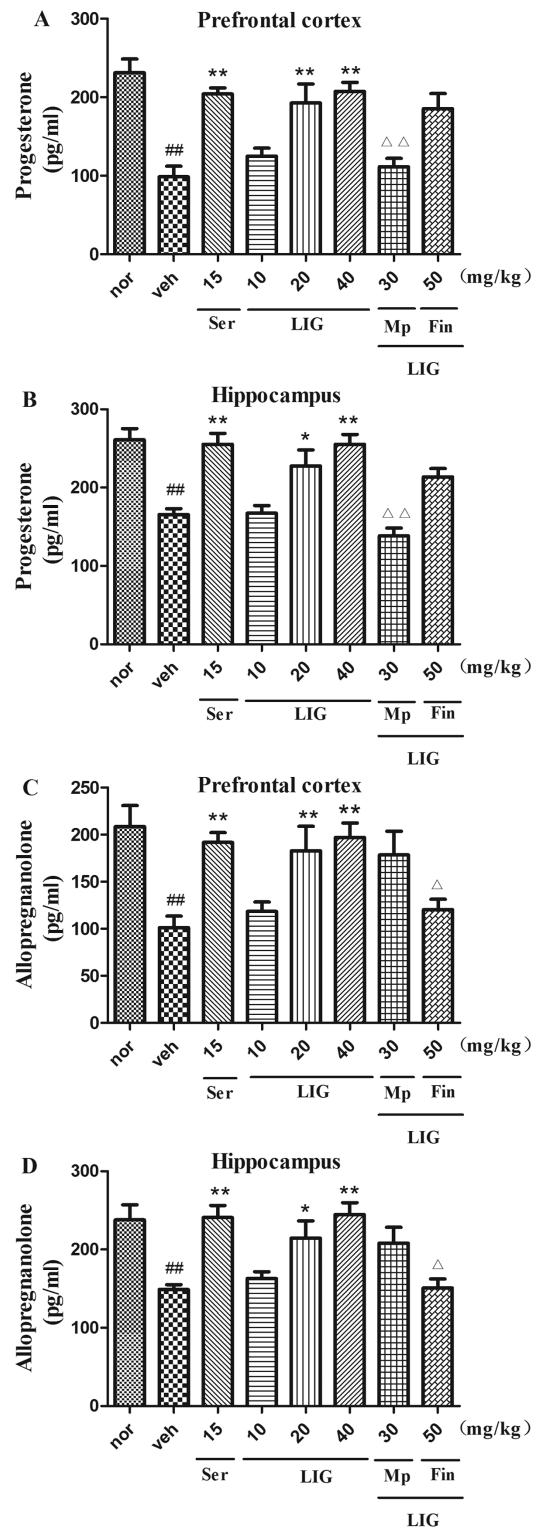 A Prefrontal cortex
Progesterone
(pg/ml)
300
200
100
0
** ** **
##
△ △
nor veh 15 10 20 40 30 50 (mg/kg)
Ser LIG Mp Fin
LIG
B Hippocampus
Progesterone
(pg/ml)
300
200
100
0
** * **
##
△ △
nor veh 15 10 20 40 30 50 (mg/kg)
Ser LIG Mp Fin
LIG
C Prefrontal cortex
Allopregnanolone
(pg/ml)
250
200
150
100
50
0
** ** **
##
△
nor veh 15 10 20 40 30 50 (mg/kg)
Ser LIG Mp Fin
LIG
D Hippocampus
Allopregnanolone
(pg/ml)
300
200
100
0
** * **
##
△
nor veh 15 10 20 40 30 50 (mg/kg)
Ser LIG Mp Fin
LIG